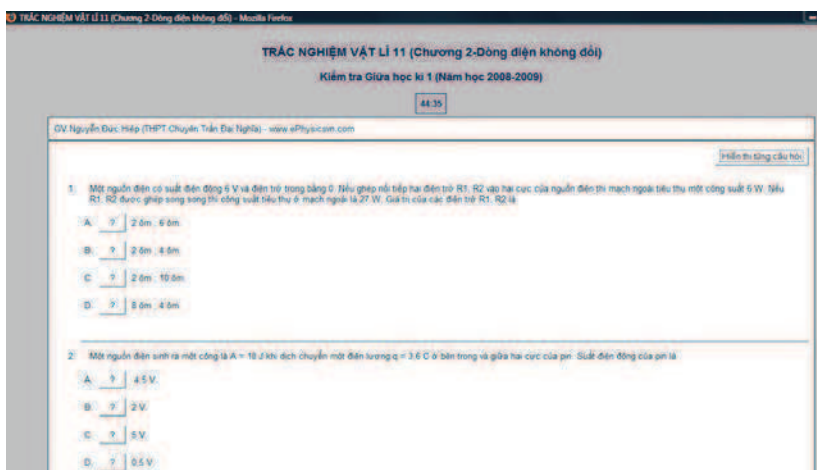 TRẮC NGHIỆM VẬT LÍ 11 (Chương 2-Dòng điện không đổi) - Mozilla Firefox
TRẮC NGHIỆM VẬT LÍ 11 (Chương 2-Dòng điện không đổi)
Kiểm tra Giữa học kì 1 (Năm học 2008-2009)
44:35
GV Nguyễn Đức Hiệp (THPT Chuyên Trần Đại Nghĩa) - www.ePhysicsvn.com
Hiển thị từng câu hỏi
1. Một nguồn điện có suất điện động 6 V và điện trở trong bằng 0. Nếu ghép nối tiếp hai điện trở R1, R2 vào hai cực của nguồn điện thì mạch ngoài tiêu thụ một công suất 6 W. Nếu
R1, R2 được ghép song song thì công suất tiêu thụ ở mạch ngoài là 27 W. Giá trị của các điện trở R1, R2 là
A. ? 2 ôm ; 6 ôm
B. ? 2 ôm ; 4 ôm
C. ? 2 ôm ; 10 ôm
D. ? 8 ôm ; 4 ôm
2. Một nguồn điện sinh ra một công là A = 18 J khi dịch chuyển một điện lượng q = 3,6 C ở bên trong và giữa hai cực của pin. Suất điện động của pin là
A. ? 4.5 V.
B. ? 2 V.
C. ? 5 V.
D. ? 0.5 V.